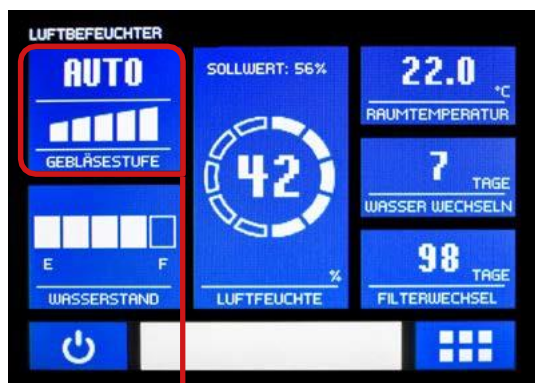 LUFTBEFEUCHTER
AUTO
GEBLÄSESTUFE
E F
WASSERSTAND
SOLLWERT: 56%
42
%
LUFTFEUCHTE
22.0 °C
RAUMTEMPERATUR
7 TAGE
WASSER WECHSELN
98 TAGE
FILTERWECHSEL